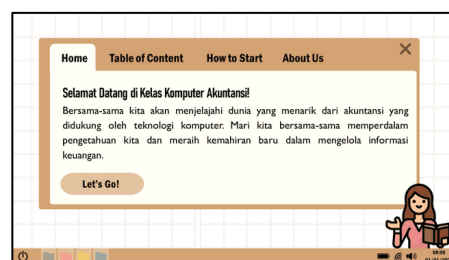 Home Table of Content How to Start About Us
Selamat Datang di Kelas Komputer Akuntansi!
Bersama-sama kita akan menjelajahi dunia yang menarik dari akuntansi yang
didukung oleh teknologi komputer. Mari kita bersama-sama memperdalam
pengetahuan kita dan meraih kemahiran baru dalam mengelola informasi
keuangan.
Let's Go!